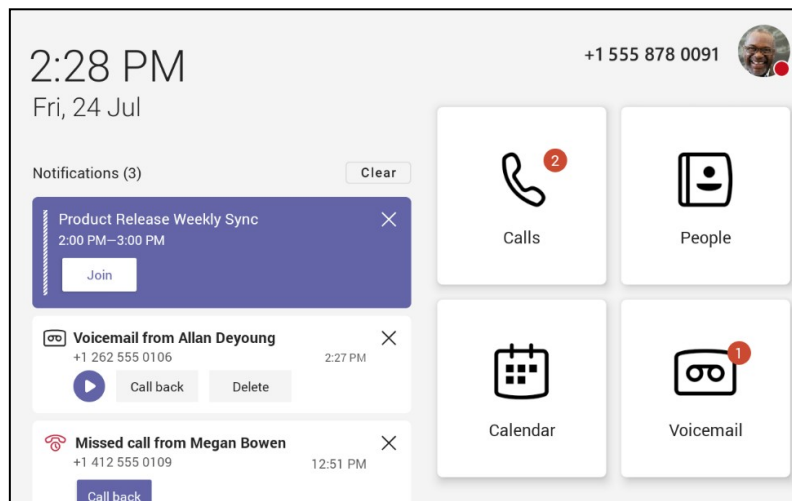 2:28 PM
Fri, 24 Jul
+1 555 878 0091
Notifications (3)
Clear
Product Release Weekly Sync
2:00 PM—3:00 PM
Join
Voicemail from Allan Deyoung
+1 262 555 0106
2:27 PM
Call back
Delete
Missed call from Megan Bowen
+1 412 555 0109
12:51 PM
Call back
2
Calls
People
Calendar
1
Voicemail